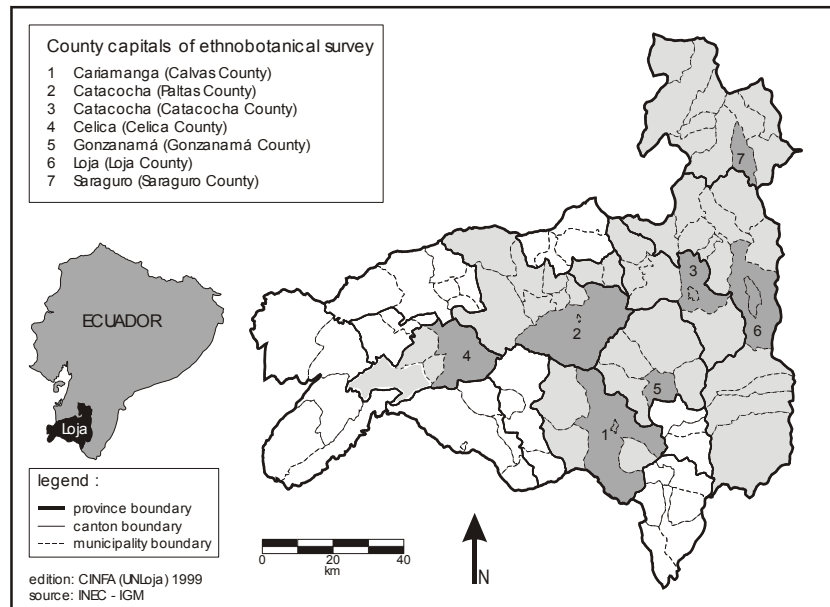 County capitals of ethnobotanical survey
1 Cariamanga (Calvas County)
2 Catacocha (Paltas County)
3 Catacocha (Catacocha County)
4 Celica (Celica County)
5 Gonzanamá (Gonzanamá County)
6 Loja (Loja County)
7 Saraguro (Saraguro County)
7
3
6
2
4
5
1
ECUADOR
Loja
legend :
province boundary
canton boundary
municipality boundary
0 20 40
km
N
edition: CINFA (UNLoja) 1999
source: INEC - IGM